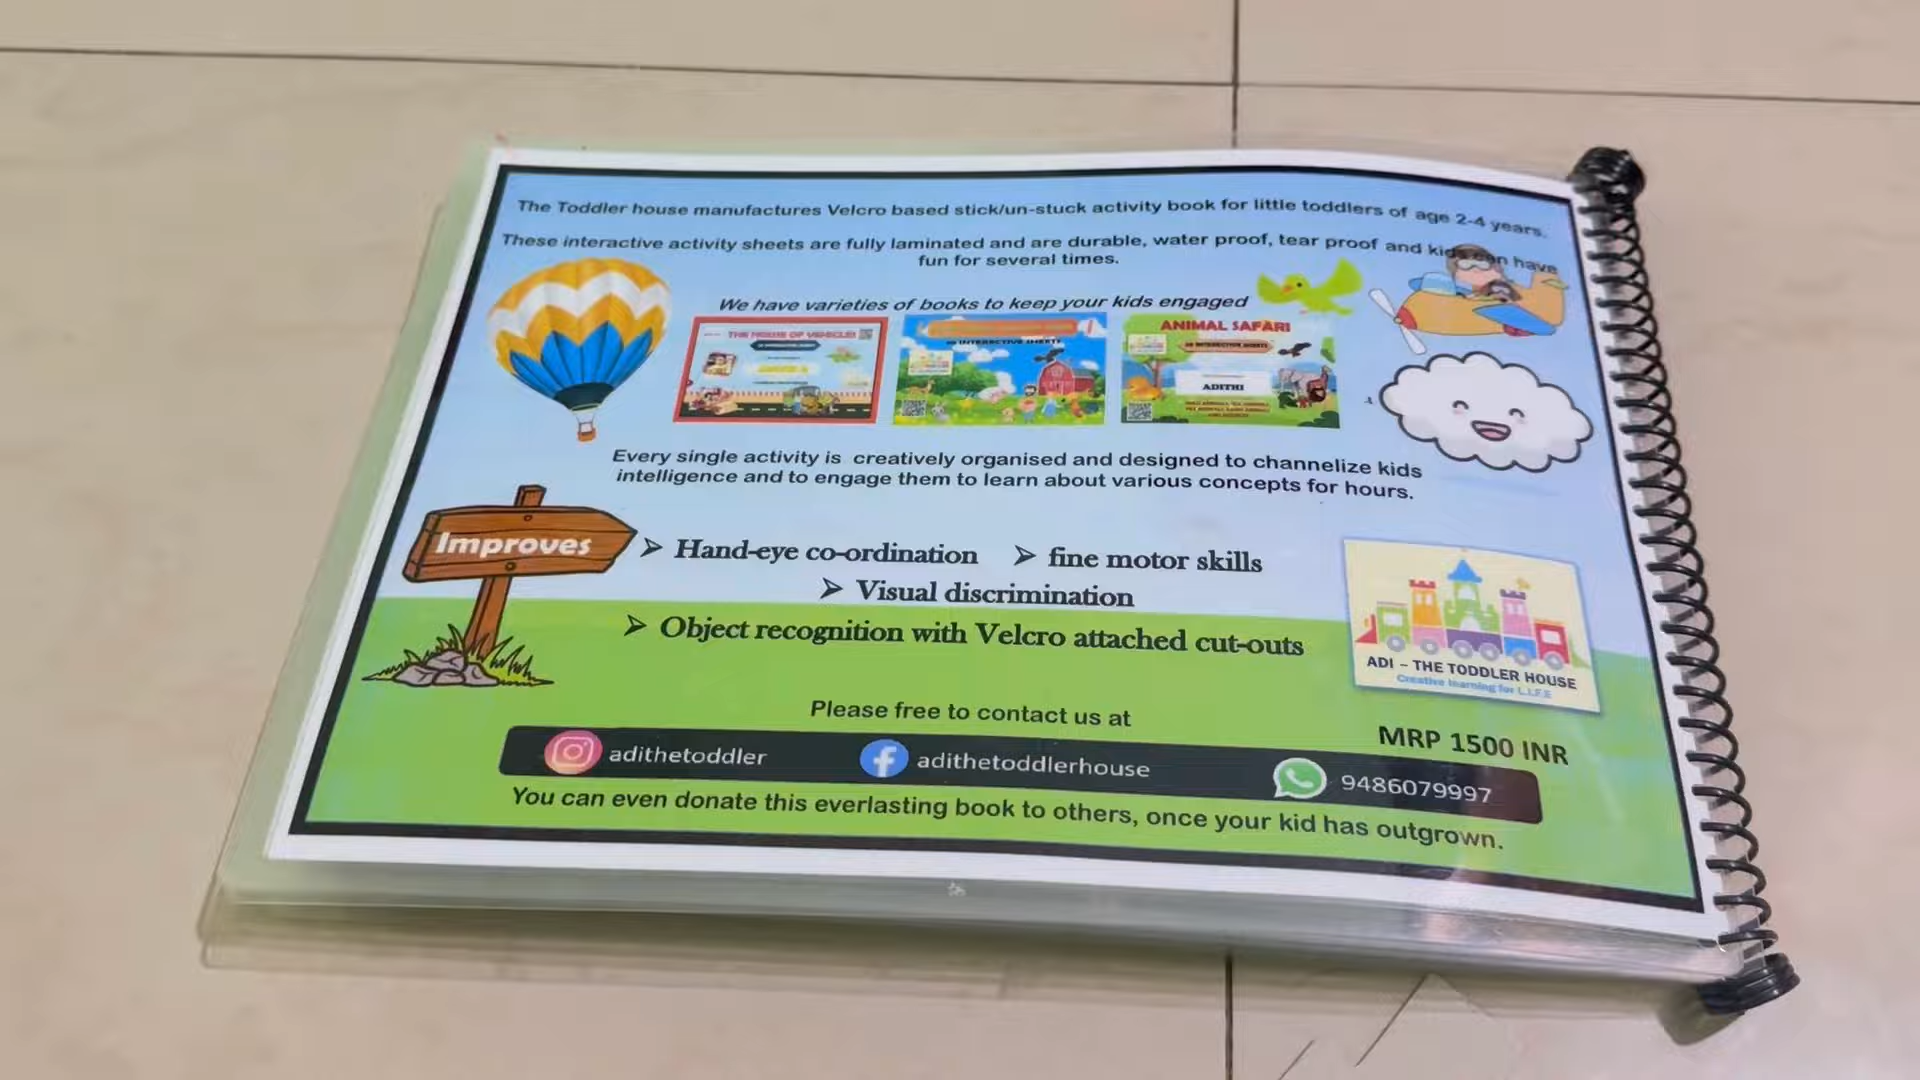 The Toddler house manufactures Velcro based stick/un-stuck activity book for little toddlers of age 2-4 years.
These interactive activity sheets are fully laminated and are durable, water proof, tear proof and kids can have
fun for several times.
We have varieties of books to keep your kids engaged
THE HOUSE OF VEHICLES
ANIMAL SAFARI
INTERACTIVE SHEETS
ADITHI
Every single activity is creatively organised and designed to channelize kids
intelligence and to engage them to learn about various concepts for hours.
Improves
➢ Hand-eye co-ordination ➢ fine motor skills
➢ Visual discrimination
➢ Object recognition with Velcro attached cut-outs
ADI – THE TODDLER HOUSE
Creative learning for L.I.F.E
Please free to contact us at
MRP 1500 INR
adithetoddler adithetoddlerhouse 9486079997
You can even donate this everlasting book to others, once your kid has outgrown.